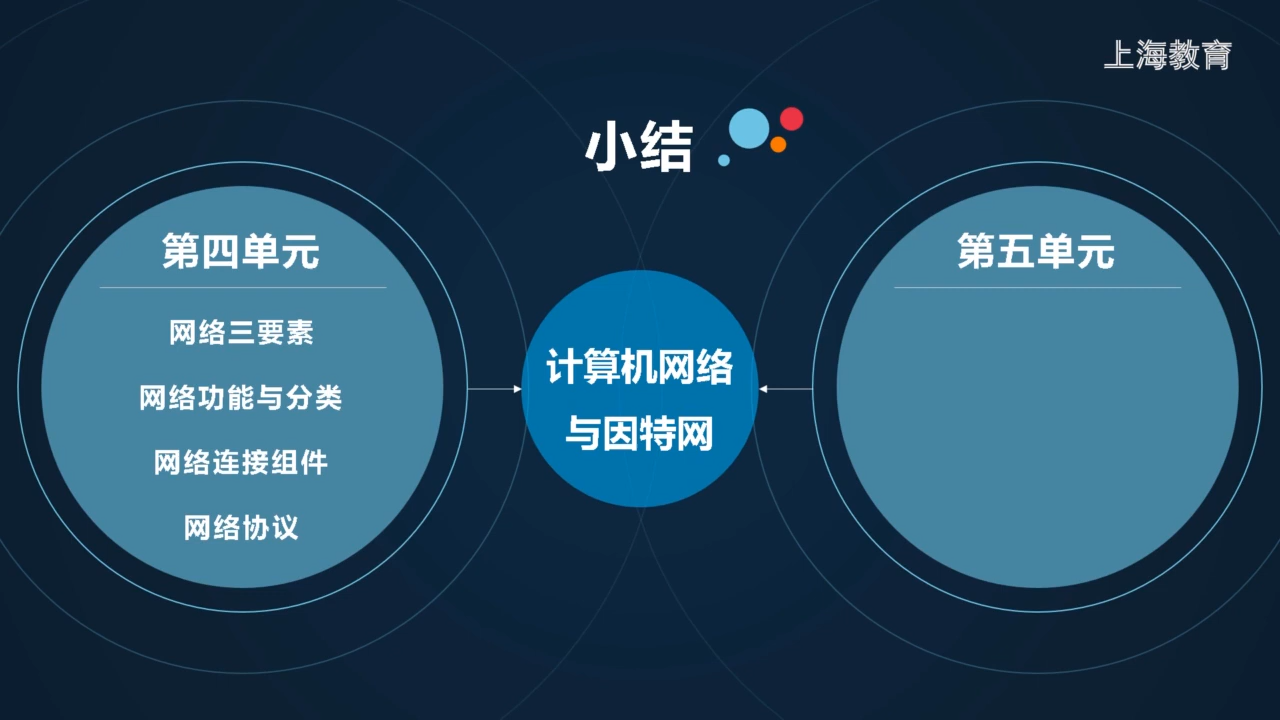 上海教育
小结
第四单元
网络三要素
网络功能与分类
网络连接组件
网络协议
计算机网络
与因特网
第五单元